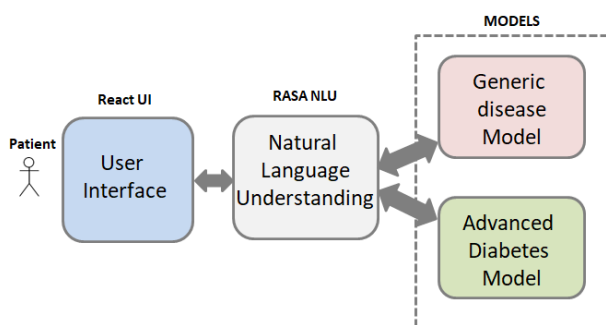 MODELS
React UI
RASA NLU
Patient
User
Interface
Natural
Language
Understanding
Generic
disease
Model
Advanced
Diabetes
Model